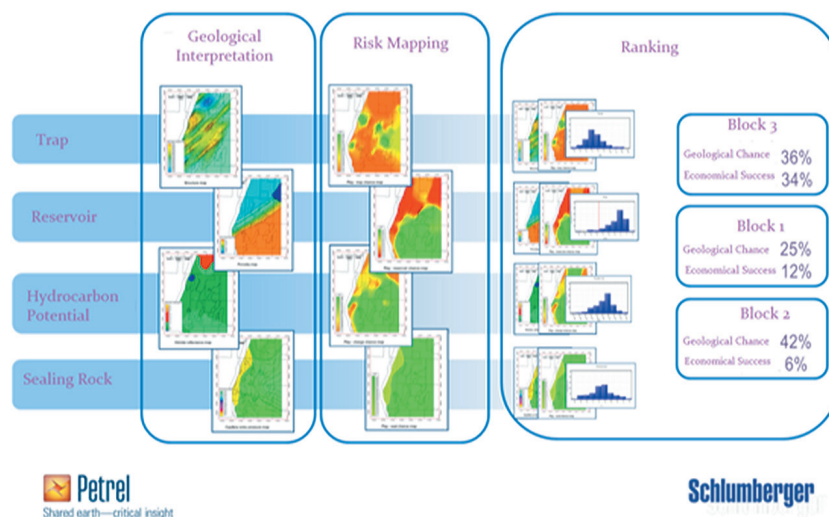 Geological
Interpretation
Risk Mapping
Ranking
Trap
Reservoir
Hydrocarbon
Potential
Sealing Rock
Block 3
Geological Chance 36%
Economical Success 34%
Block 1
Geological Chance 25%
Economical Success 12%
Block 2
Geological Chance 42%
Economical Success 6%
Petrel
Shared earth—critical insight
Schlumberger